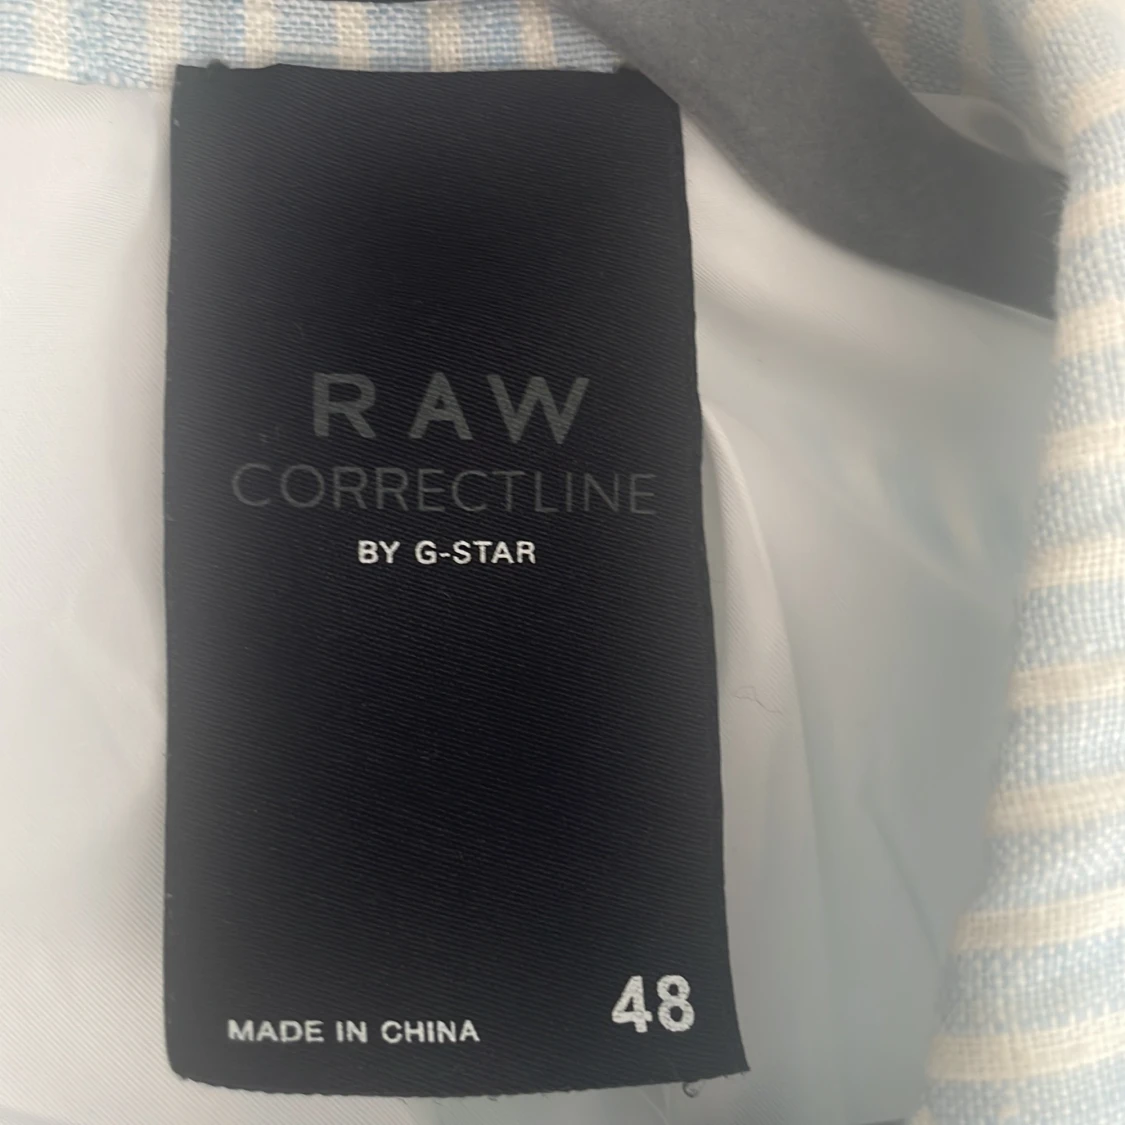 RAW
CORRECTLINE
BY G-STAR
MADE IN CHINA
48